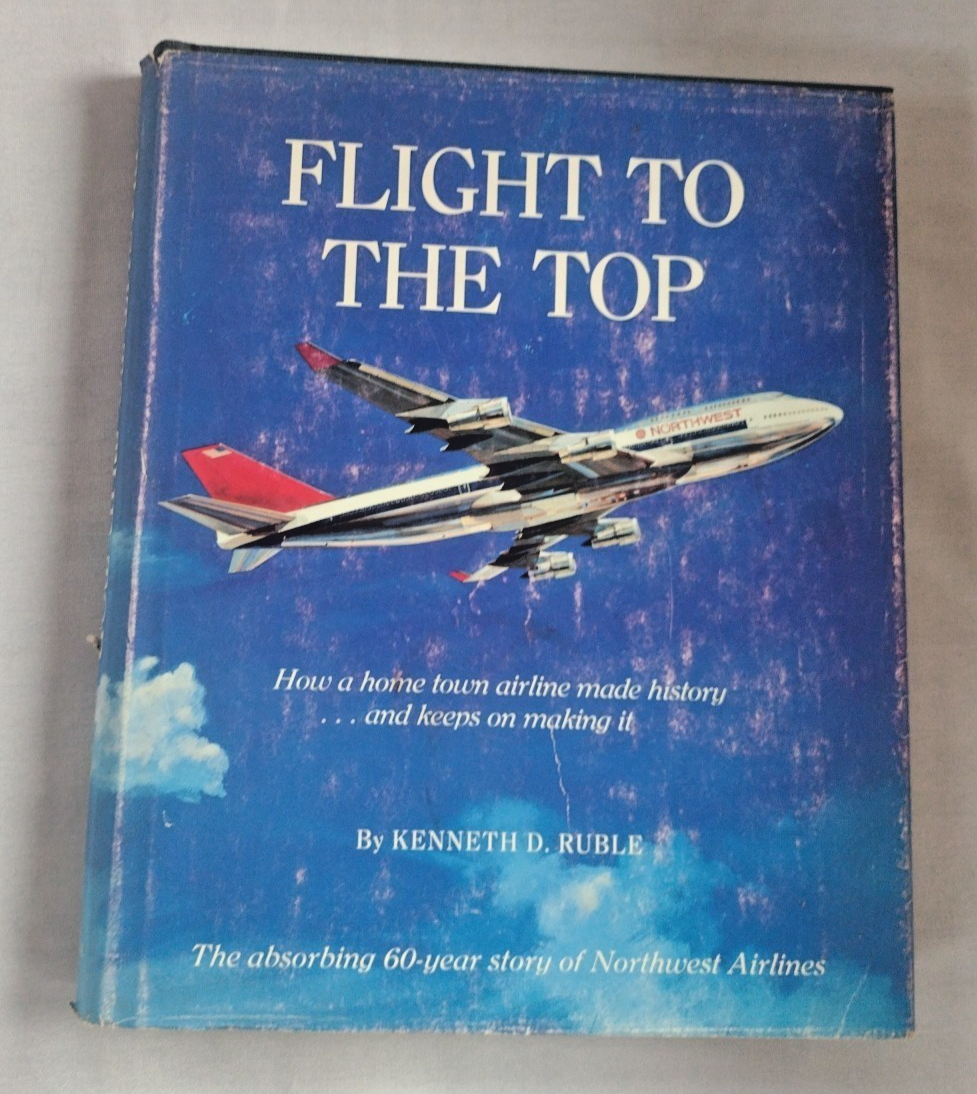 FLIGHT TO
THE TOP
NORTHWEST
How a home town airline made history
. . . and keeps on making it
By KENNETH D. RUBLE
The absorbing 60-year story of Northwest Airlines